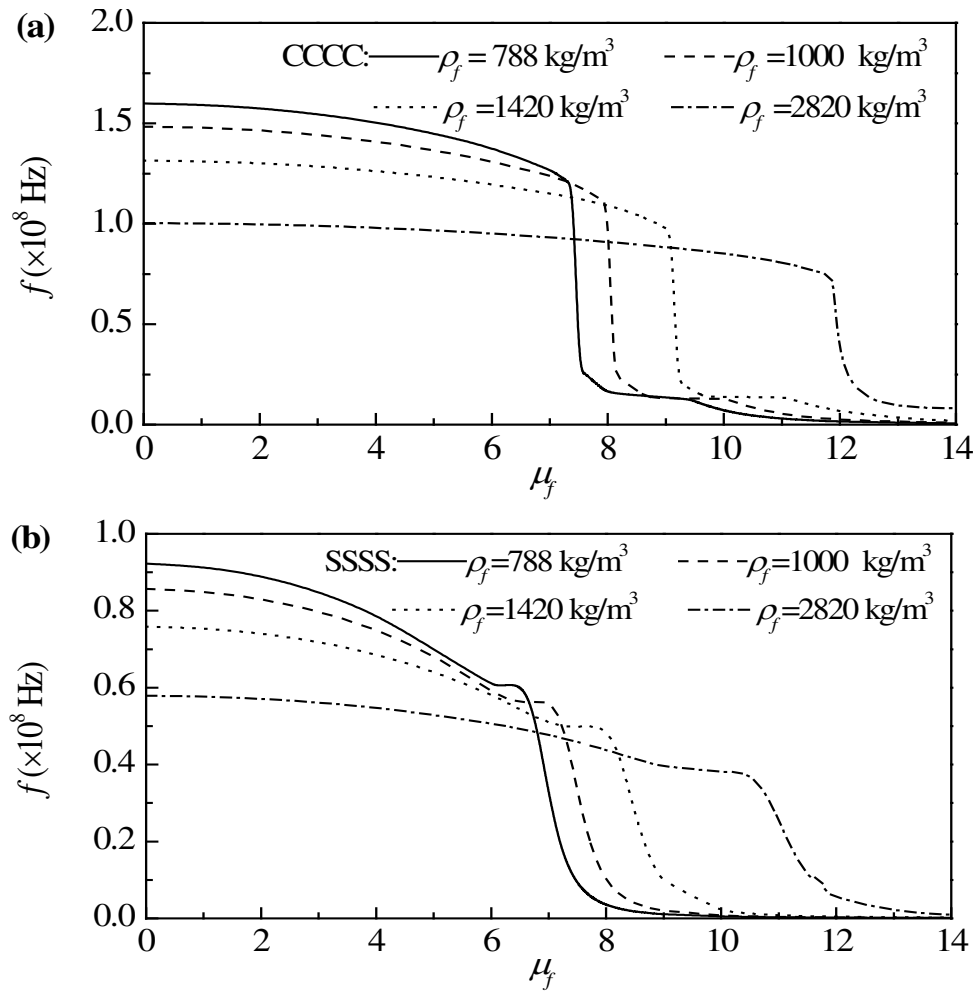 (a)
2.0
CCCC: ρf = 788 kg/m³ ρf =1000 kg/m³
ρf =1420 kg/m³ ρf =2820 kg/m³
1.5
1.0
0.5
0.0
f (×10⁸ Hz)
0 2 4 6 8 10 12 14
μf
(b)
1.0
SSSS: ρf=788 kg/m³ ρf=1000 kg/m³
ρf=1420 kg/m³ ρf=2820 kg/m³
0.8
0.6
0.4
0.2
0.0
f (×10⁸ Hz)
0 2 4 6 8 10 12 14
μf